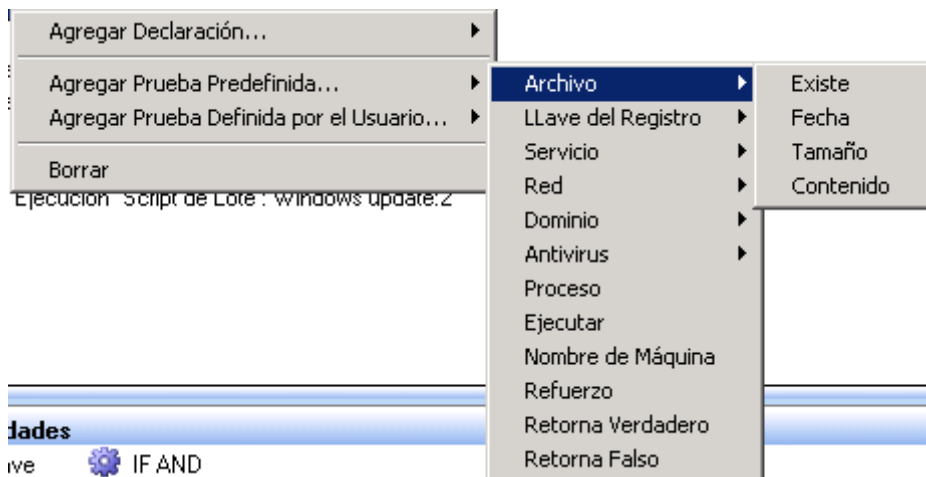 Agregar Declaración...
Agregar Prueba Predefinida...
Agregar Prueba Definida por el Usuario...
Borrar
Ejecución "Script de Lote : Windows update:2
Archivo
LLave del Registro
Servicio
Red
Dominio
Antivirus
Proceso
Ejecutar
Nombre de Máquina
Refuerzo
Retorna Verdadero
Retorna Falso
Existe
Fecha
Tamaño
Contenido
dades
ave IF AND